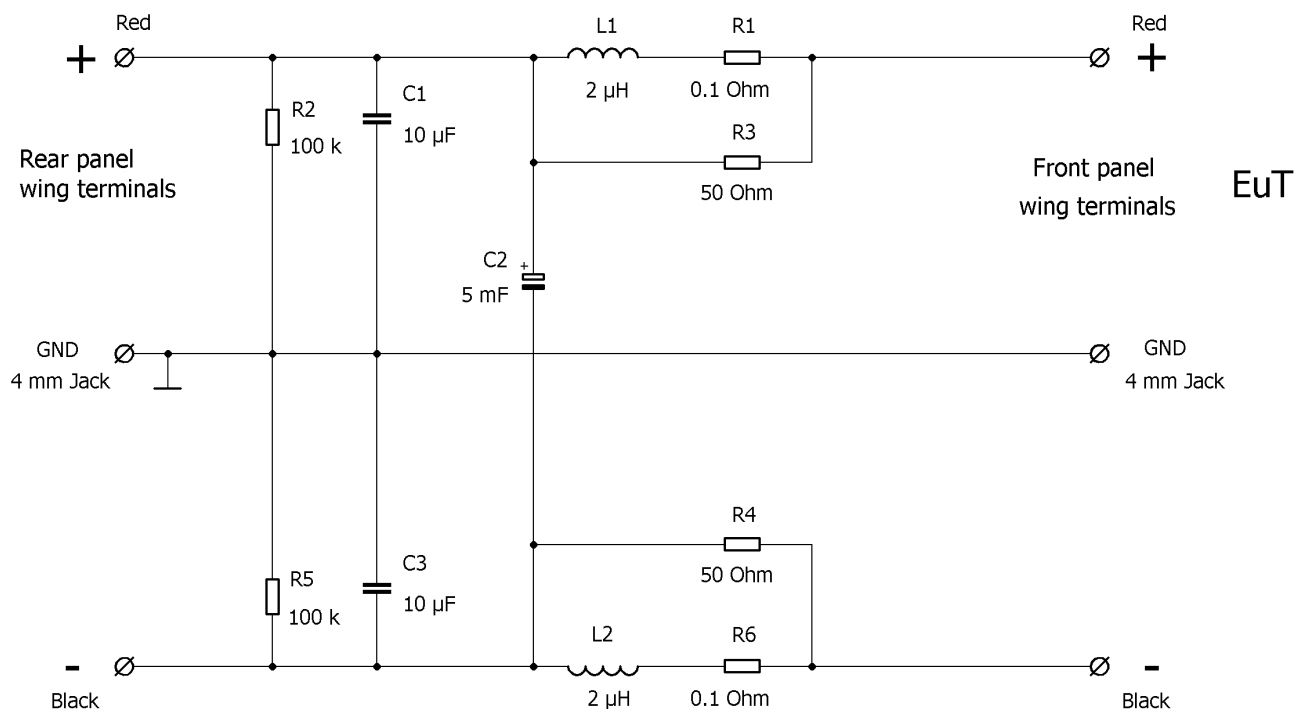 Red
L1
R1
Red
+
+
2 µH
0.1 Ohm
R2
100 k
C1
10 µF
R3
50 Ohm
Rear panel
wing terminals
Front panel
wing terminals
EuT
C2
+
5 mF
GND
4 mm Jack
GND
4 mm Jack
R4
50 Ohm
R5
100 k
C3
10 µF
L2
R6
-
-
Black
2 µH
0.1 Ohm
Black